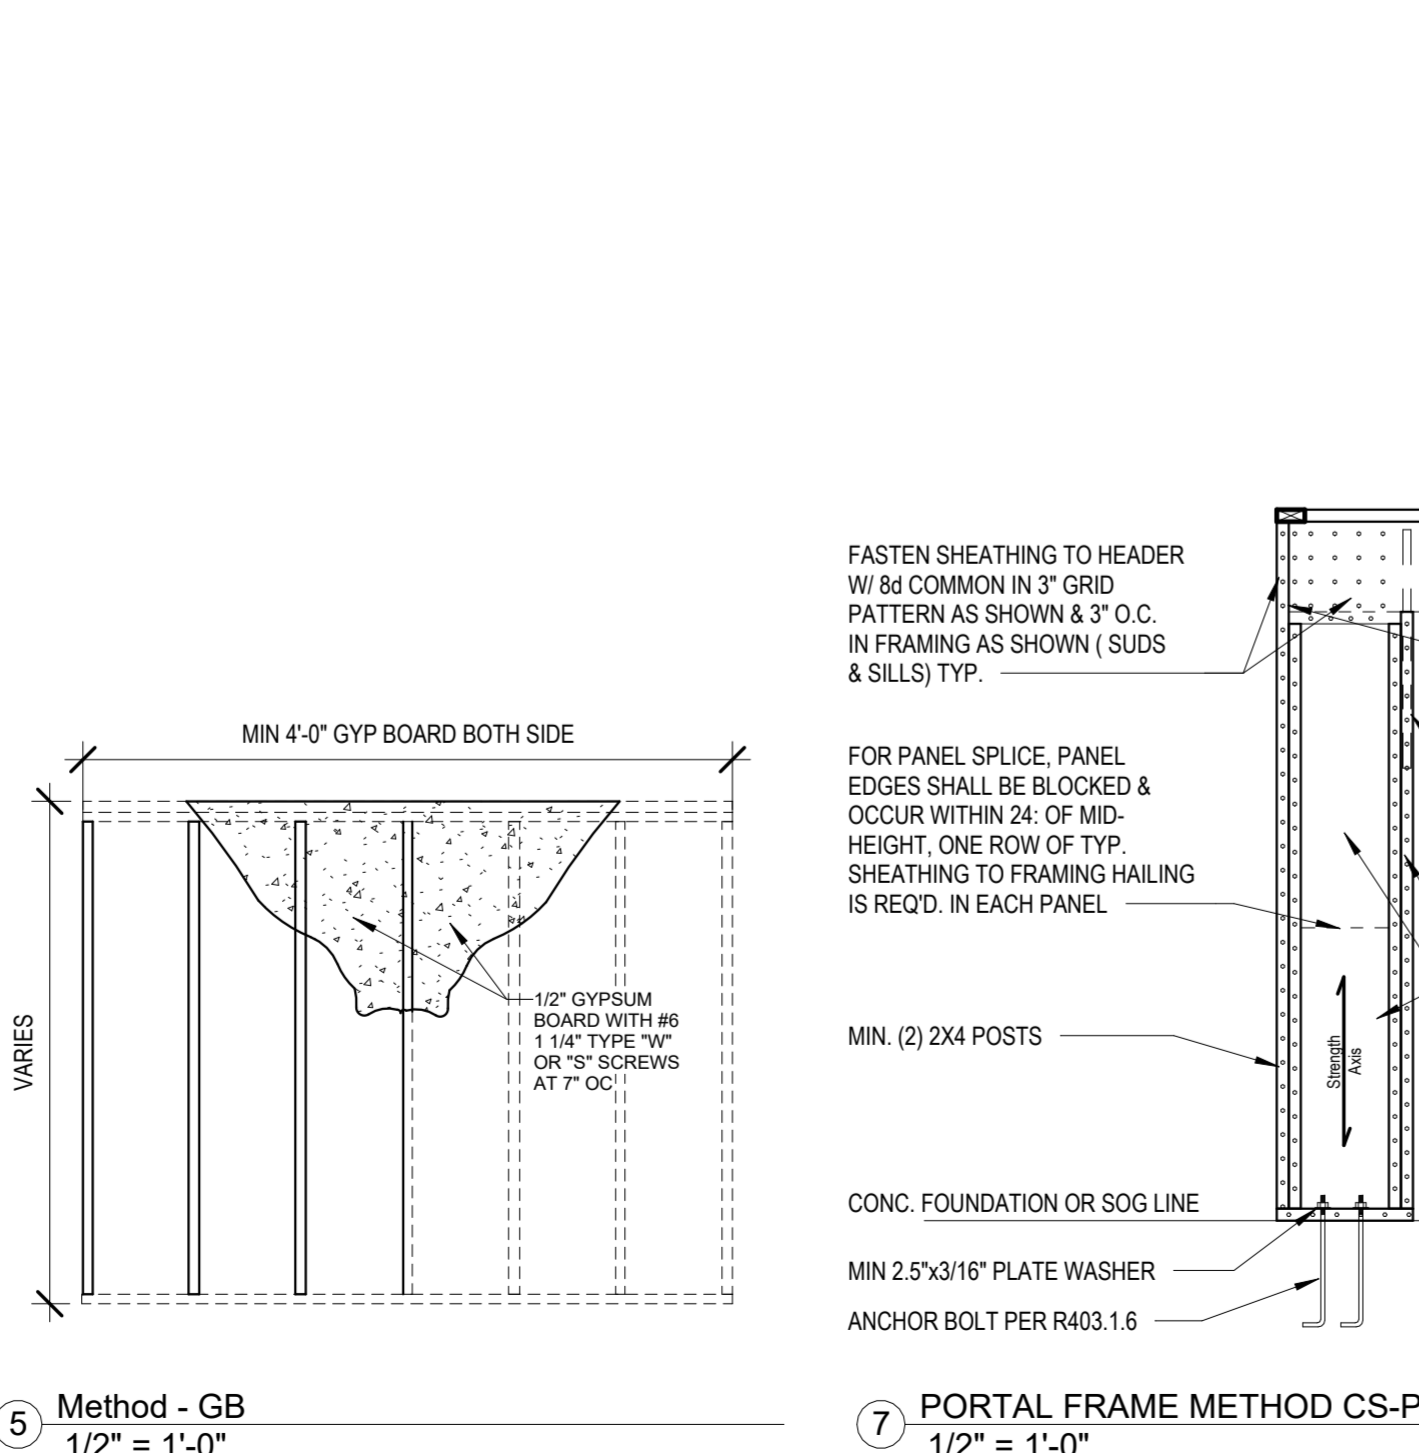 MIN 4'-0" GYP BOARD BOTH SIDE
VARIES
1/2" GYPSUM
BOARD WITH #6
1 1/4" TYPE "W"
OR "S" SCREWS
AT 7" OC
5
Method - GB
1/2" = 1'-0"
FASTEN SHEATHING TO HEADER
W/ 8d COMMON IN 3" GRID
PATTERN AS SHOWN & 3" O.C.
IN FRAMING AS SHOWN ( SUDS
& SILLS) TYP.
FOR PANEL SPLICE, PANEL
EDGES SHALL BE BLOCKED &
OCCUR WITHIN 24: OF MID-
HEIGHT, ONE ROW OF TYP.
SHEATHING TO FRAMING HAILING
IS REQ'D. IN EACH PANEL
MIN. (2) 2X4 POSTS
Strength
Axis
CONC. FOUNDATION OR SOG LINE
MIN 2.5"x3/16" PLATE WASHER
ANCHOR BOLT PER R403.1.6
7
PORTAL FRAME METHOD CS-P
1/2" = 1'-0"